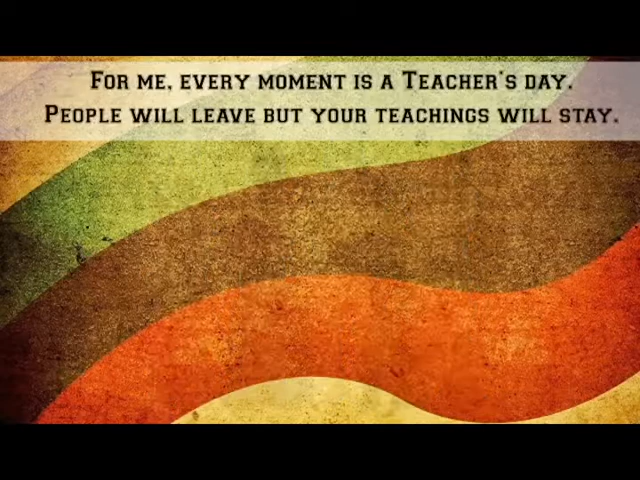 For me, every moment is a Teacher's day.
People will leave but your teachings will stay.